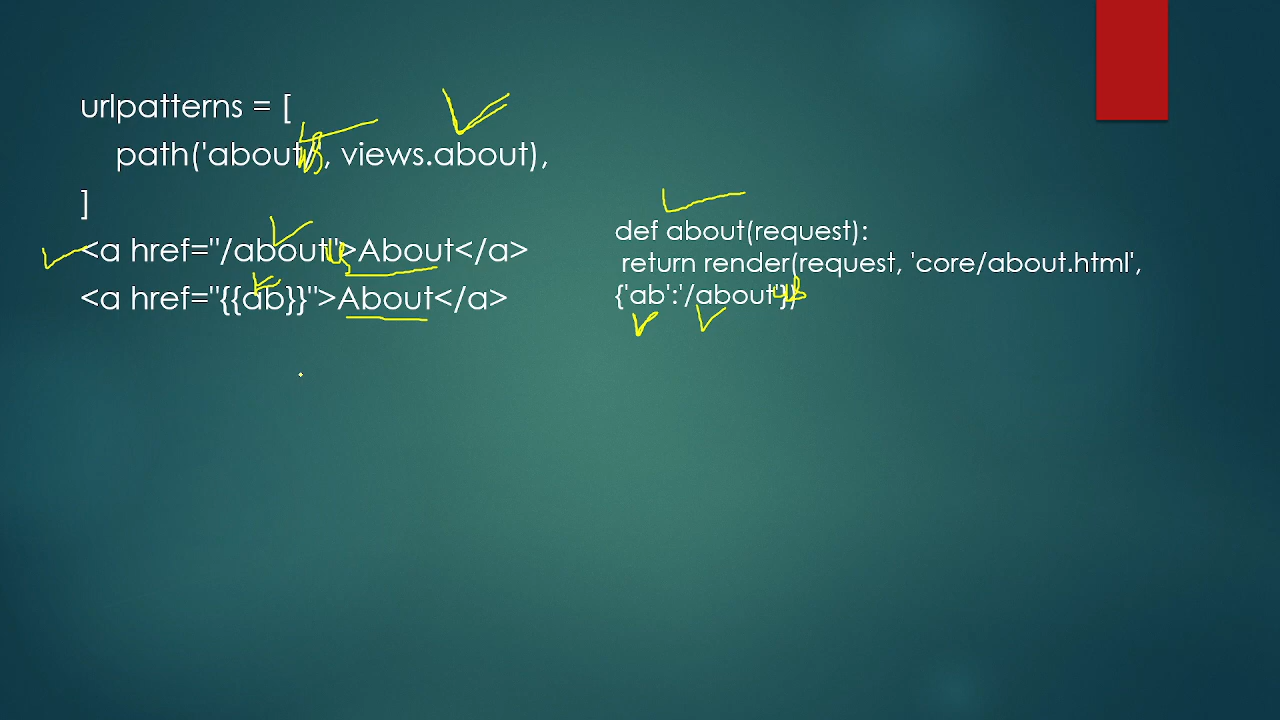 urlpatterns = [
path('about/', views.about),
]
<a href="/about">About</a>
<a href="{{ab}}">About</a>
def about(request):
return render(request, 'core/about.html',
{'ab':'/about'})